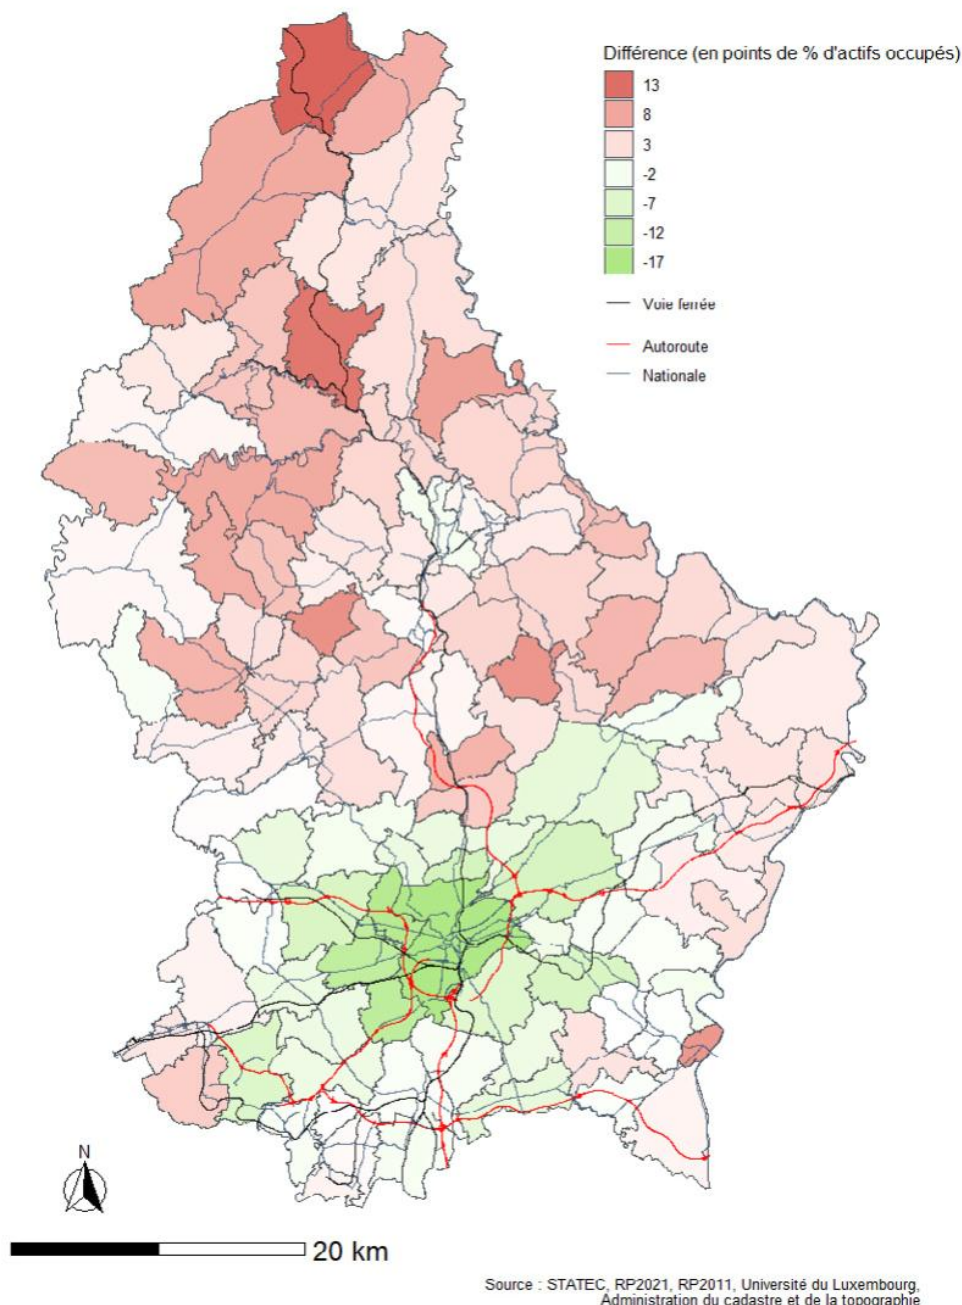 Différence (en points de % d'actifs occupés)
13
8
3
-2
-7
-12
-17
Voie ferrée
Autoroute
Nationale
N
20 km
Source : STATEC, RP2021, RP2011, Université du Luxembourg,
Administration du cadastre et de la topographie